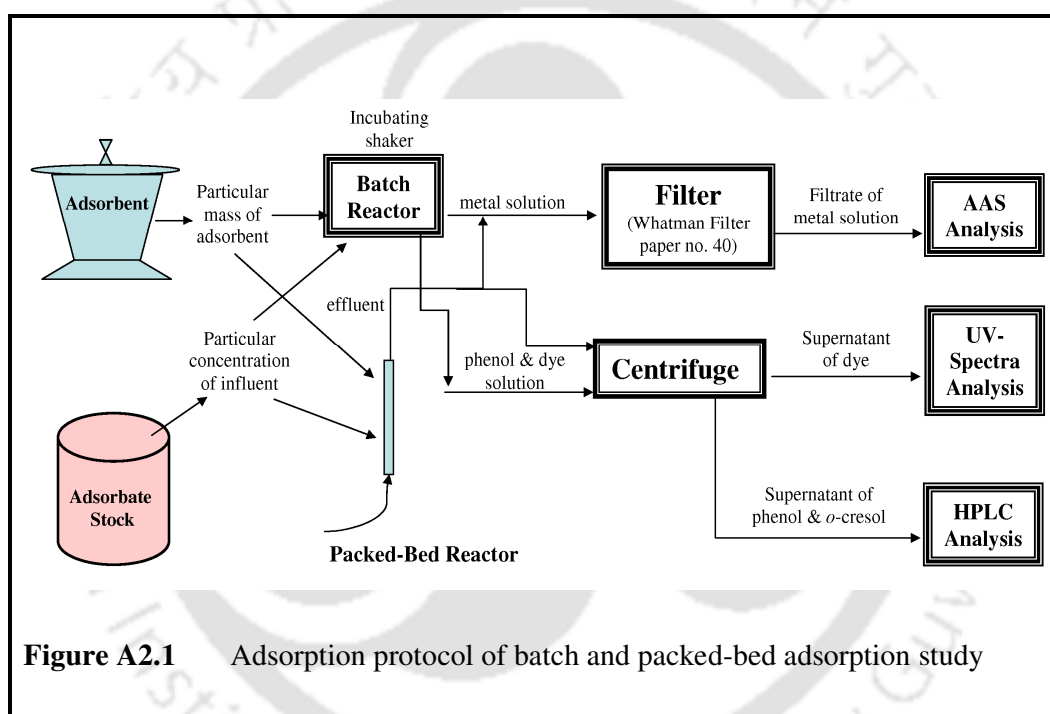 Incubating
shaker
Adsorbent
Particular
mass of
adsorbent
Batch
Reactor
metal solution
Filter
(Whatman Filter
paper no. 40)
Filtrate of
metal solution
AAS
Analysis
effluent
Particular
concentration
of influent
phenol & dye
solution
Centrifuge
Supernatant
of dye
UV-
Spectra
Analysis
Adsorbate
Stock
Packed-Bed Reactor
Supernatant of
phenol & o-cresol
HPLC
Analysis
Figure A2.1 Adsorption protocol of batch and packed-bed adsorption study